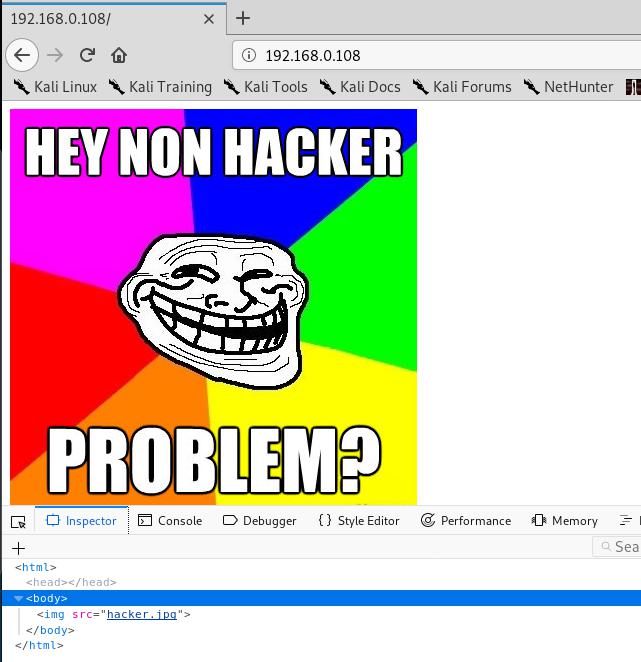 192.168.0.108/
192.168.0.108
Kali Linux Kali Training Kali Tools Kali Docs Kali Forums NetHunter
HEY NON HACKER
PROBLEM?
Inspector Console Debugger {} Style Editor Performance Memory
Sea
<html>
<head></head>
<body>
<img src="hacker.jpg">
</body>
</html>